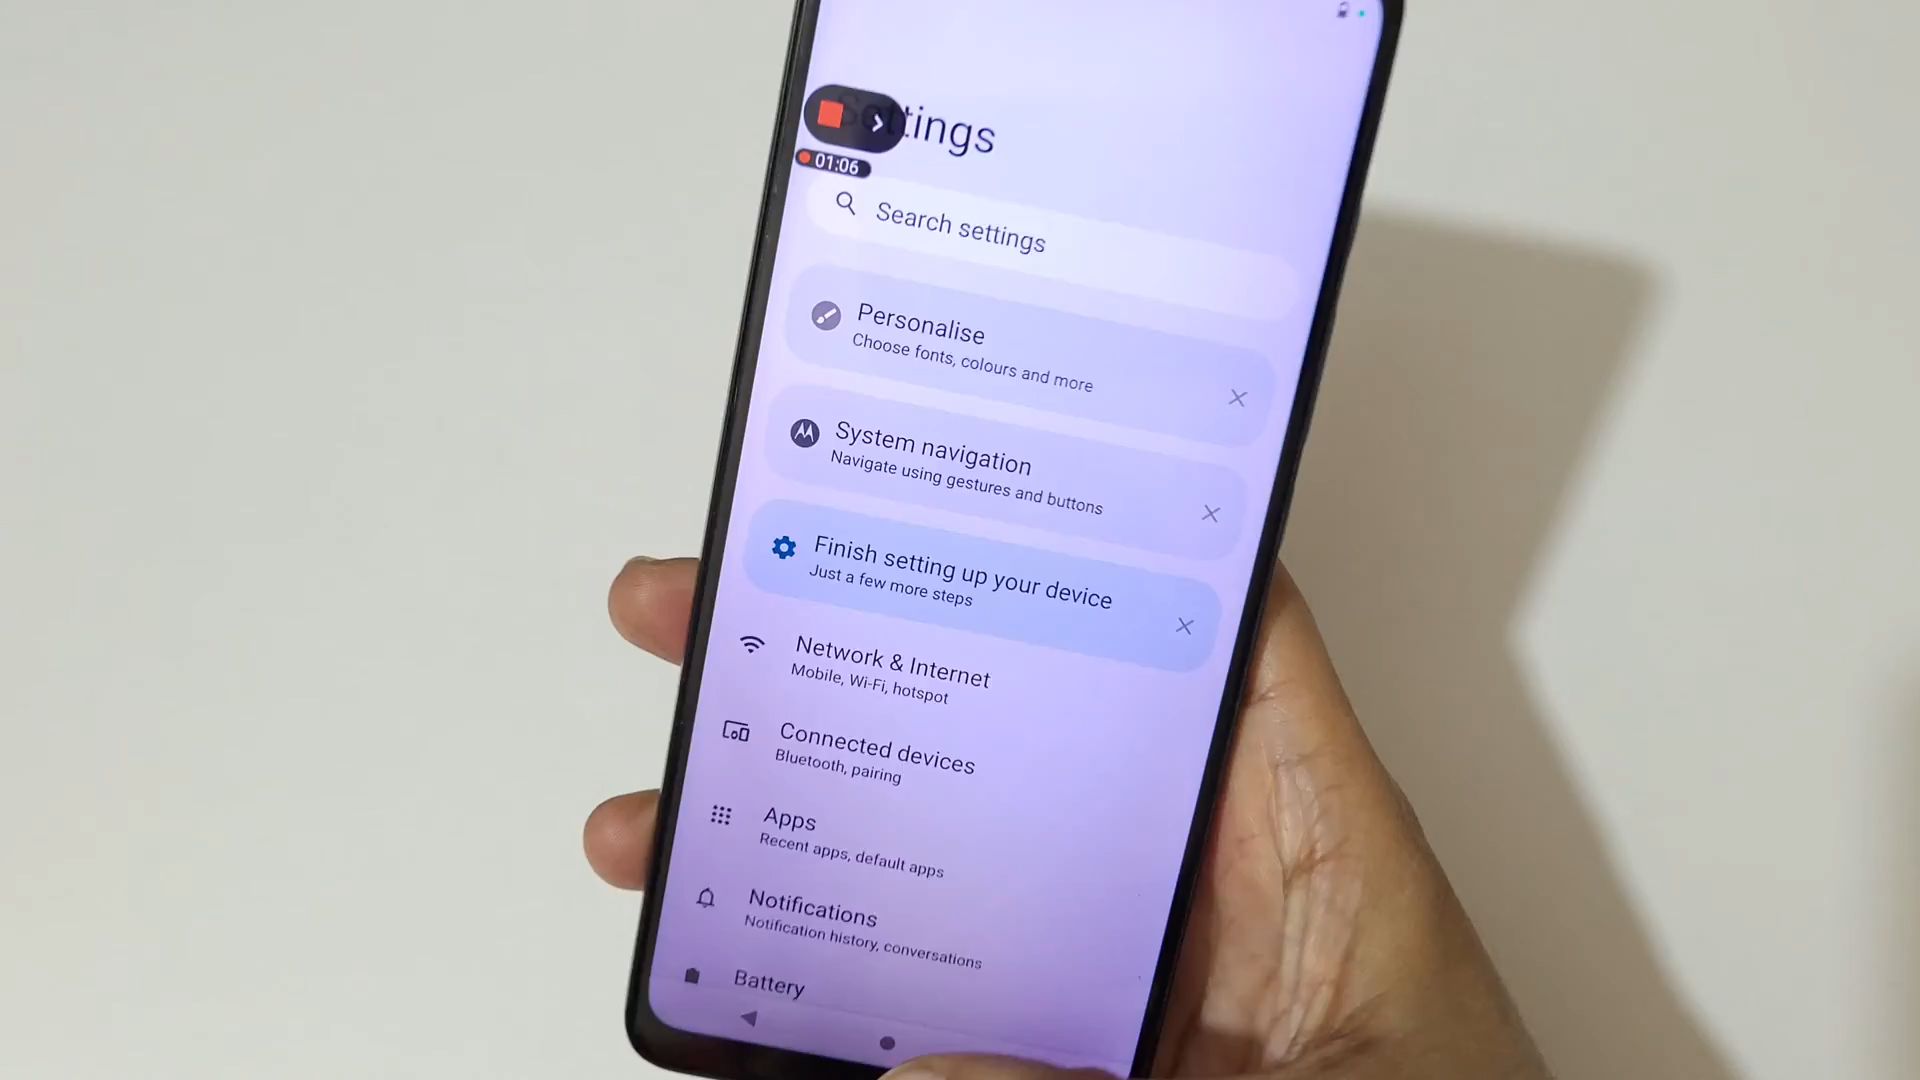 Settings
01:06
Search settings
Personalise
Choose fonts, colours and more
System navigation
Navigate using gestures and buttons
Finish setting up your device
Just a few more steps
Network & Internet
Mobile, Wi-Fi, hotspot
Connected devices
Bluetooth, pairing
Apps
Recent apps, default apps
Notifications
Notification history, conversations
Battery